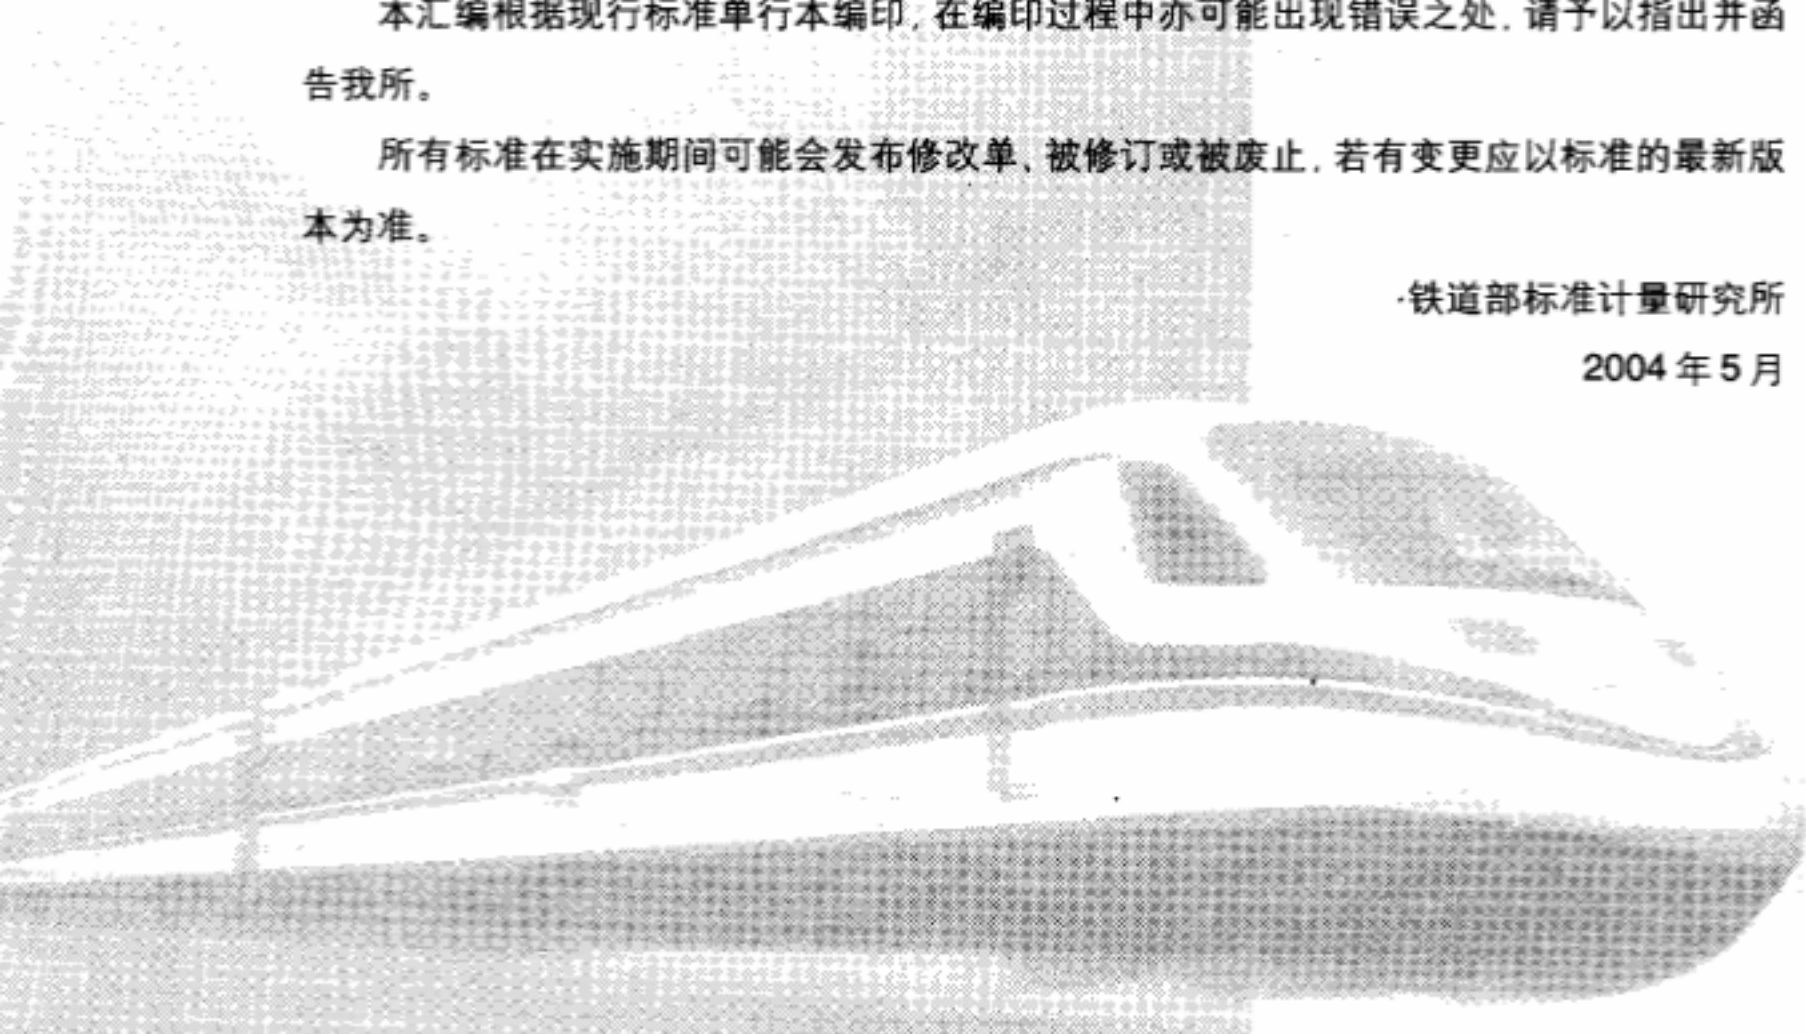 本汇编根据现行标准单行本编印，在编印过程中亦可能出现错误之处，请予以指出并函
告我所。
所有标准在实施期间可能会发布修改单、被修订或被废止，若有变更应以标准的最新版
本为准。
铁道部标准计量研究所
2004年5月